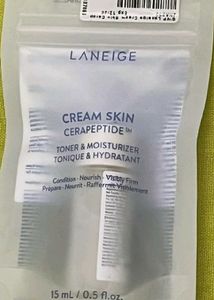 LANEIGE
CREAM SKIN
CERAPEPTIDE™
TONER & MOISTURIZER
TONIQUE & HYDRATANT
Condition - Nourish - Visibly Firm
Prépare - Nourrit - Raffermit Visiblement
15 mL / 0.5 fl.oz.